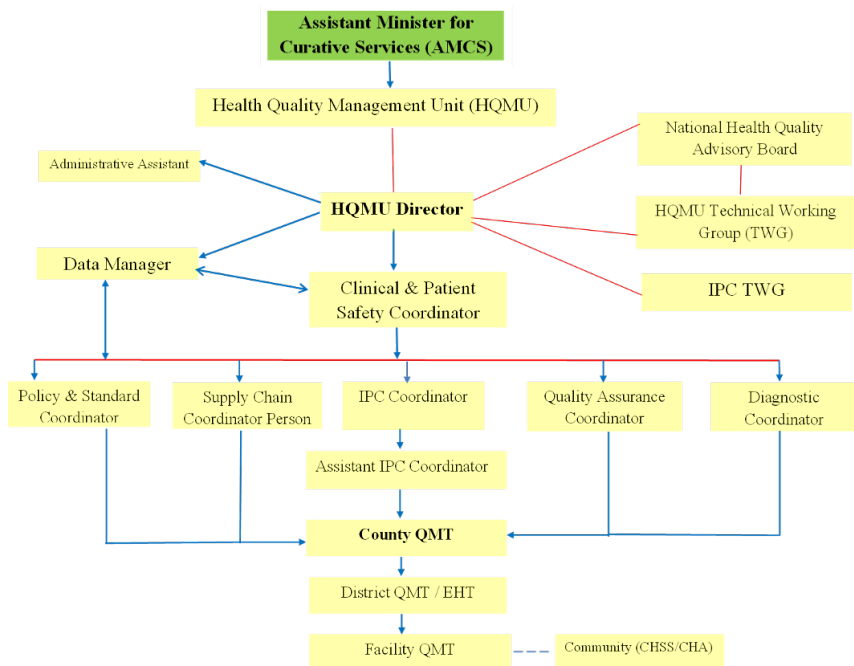 Assistant Minister for
Curative Services (AMCS)
Health Quality Management Unit (HQMU)
National Health Quality
Advisory Board
Administrative Assistant
HQMU Director
HQMU Technical Working
Group (TWG)
Data Manager
Clinical & Patient
Safety Coordinator
IPC TWG
Policy & Standard
Coordinator
Supply Chain
Coordinator Person
IPC Coordinator
Quality Assurance
Coordinator
Diagnostic
Coordinator
Assistant IPC Coordinator
County QMT
District QMT / EHT
Facility QMT
Community (CHSS/CHA)